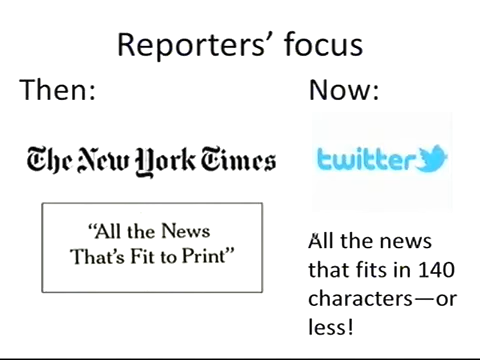 Reporters’ focus
Then:
The New York Times
“All the News
That’s Fit to Print”
Now:
twitter
All the news
that fits in 140
characters—or
less!